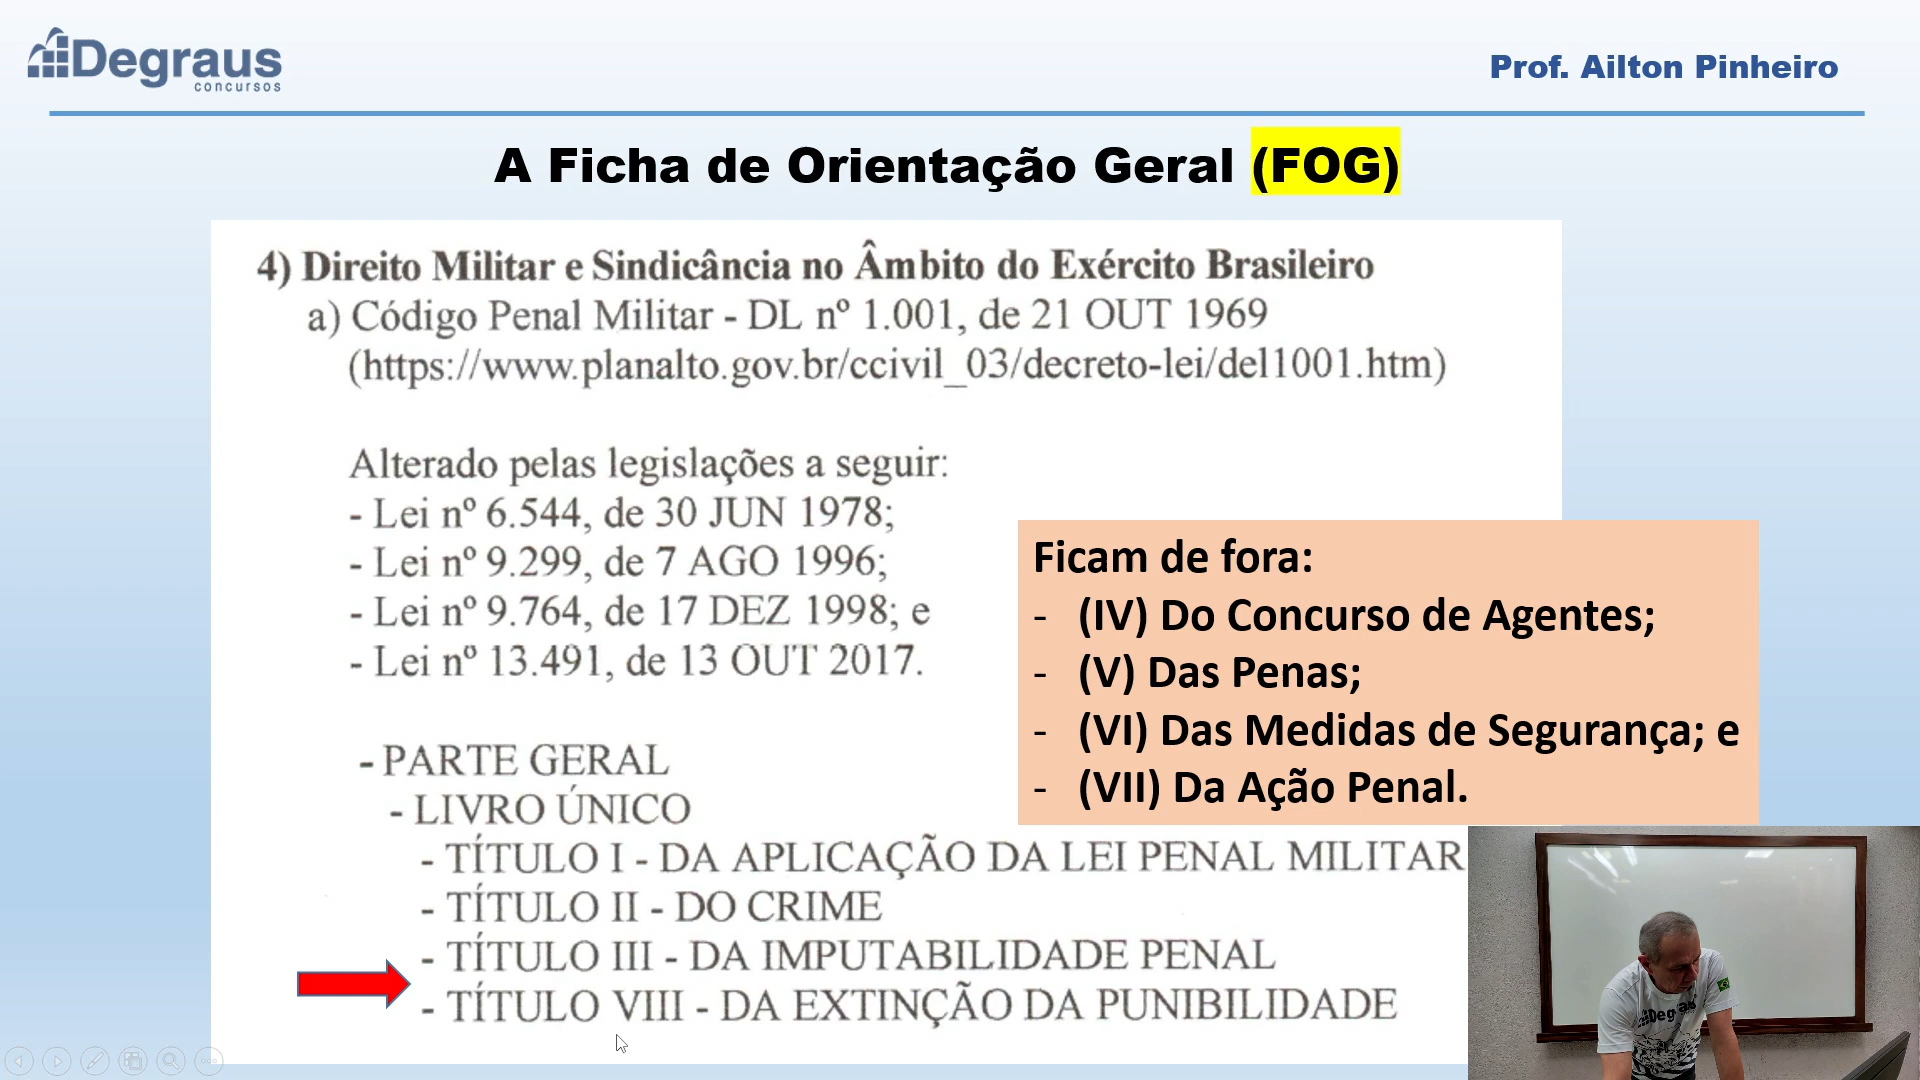 Degraus
concursos
Prof. Ailton Pinheiro
A Ficha de Orientação Geral (FOG)
4) Direito Militar e Sindicância no Âmbito do Exército Brasileiro
a) Código Penal Militar - DL nº 1.001, de 21 OUT 1969
(https://www.planalto.gov.br/ccivil_03/decreto-lei/del1001.htm)
Alterado pelas legislações a seguir:
- Lei nº 6.544, de 30 JUN 1978;
- Lei nº 9.299, de 7 AGO 1996;
- Lei nº 9.764, de 17 DEZ 1998; e
- Lei nº 13.491, de 13 OUT 2017.
- PARTE GERAL
- LIVRO ÚNICO
- TÍTULO I - DA APLICAÇÃO DA LEI PENAL MILITAR
- TÍTULO II - DO CRIME
- TÍTULO III - DA IMPUTABILIDADE PENAL
- TÍTULO VIII - DA EXTINÇÃO DA PUNIBILIDADE
Ficam de fora:
- (IV) Do Concurso de Agentes;
- (V) Das Penas;
- (VI) Das Medidas de Segurança; e
- (VII) Da Ação Penal.
Degraus